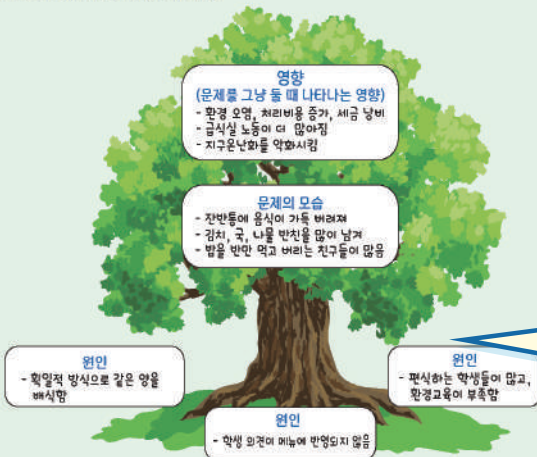 영향
(문제를 그냥 둘 때 나타나는 영향)
- 환경 오염, 처리비용 증가, 세금 낭비
- 급식실 노동이 더 많아짐
- 지구온난화를 악화시킴
문제의 모습
- 잔반통에 음식이 가득 버려져
- 김치, 국, 나물 반찬을 많이 남겨
- 밥을 반만 먹고 버리는 친구들이 많음
원인
- 획일적 방식으로 같은 양을
배식함
원인
- 편식하는 학생들이 많고,
환경교육이 부족함
원인
- 학생 의견이 메뉴에 반영되지 않음